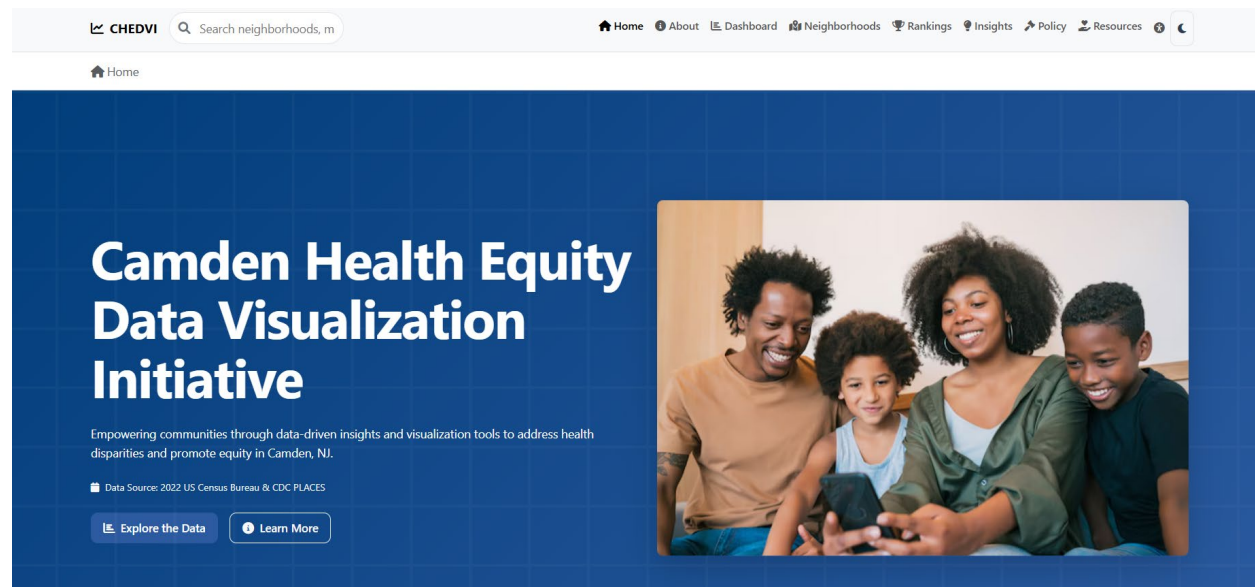 CHEDVI
Search neighborhoods, m
Home About Dashboard Neighborhoods Rankings Insights Policy Resources
Home
Camden Health Equity
Data Visualization
Initiative
Empowering communities through data-driven insights and visualization tools to address health
disparities and promote equity in Camden, NJ.
Data Source: 2022 US Census Bureau & CDC PLACES
Explore the Data Learn More